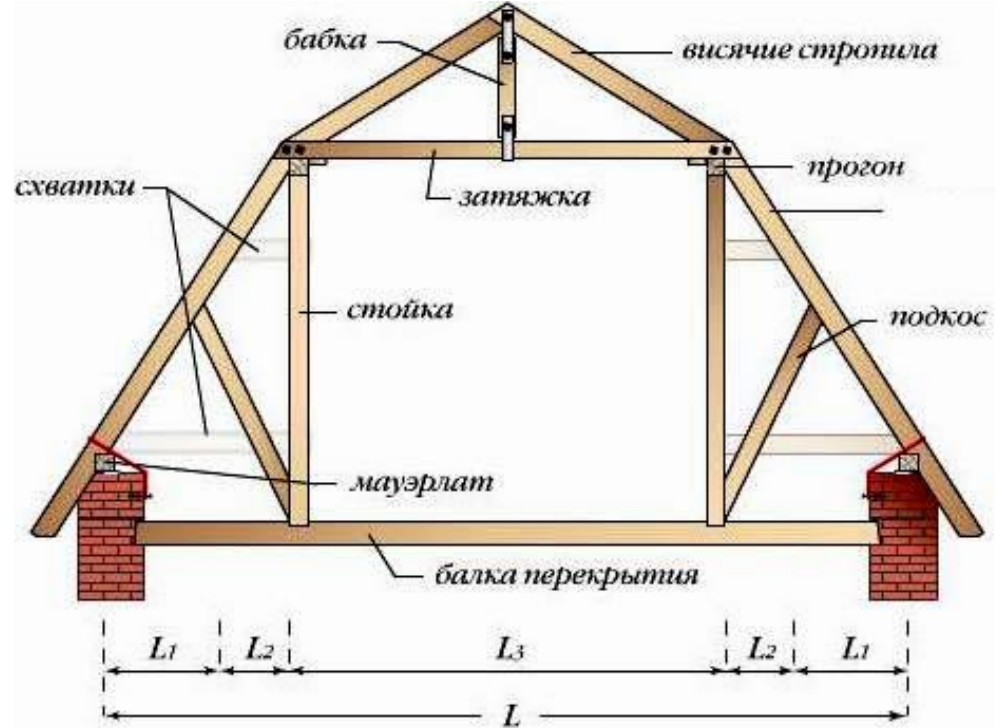 бабка
висячие стропила
схватки
прогон
затяжка
стойка
подкос
мауэрлат
балка перекрытия
L1 L2 L3 L2 L1
L